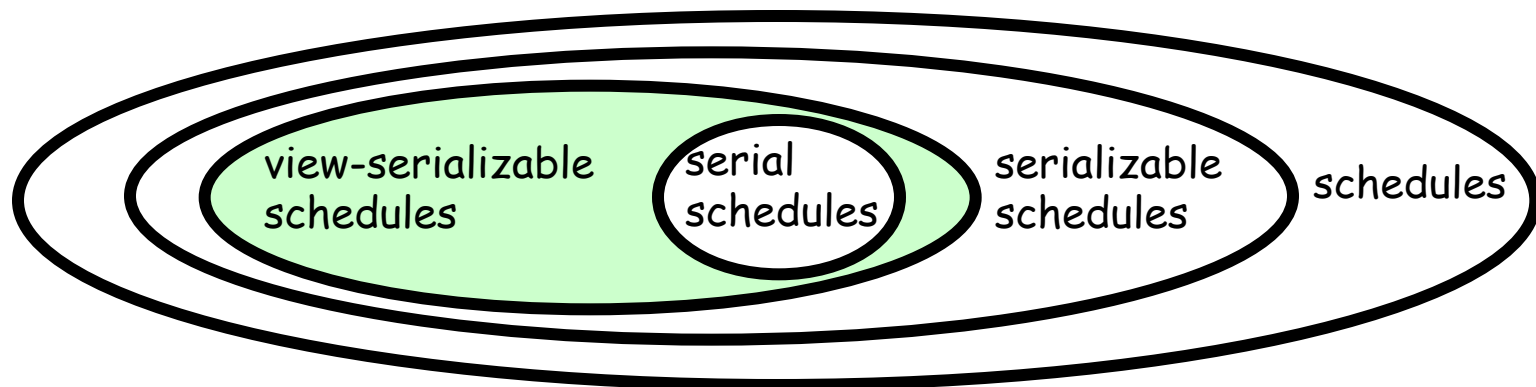 view-serializable
schedules
serial
schedules
serializable
schedules
schedules